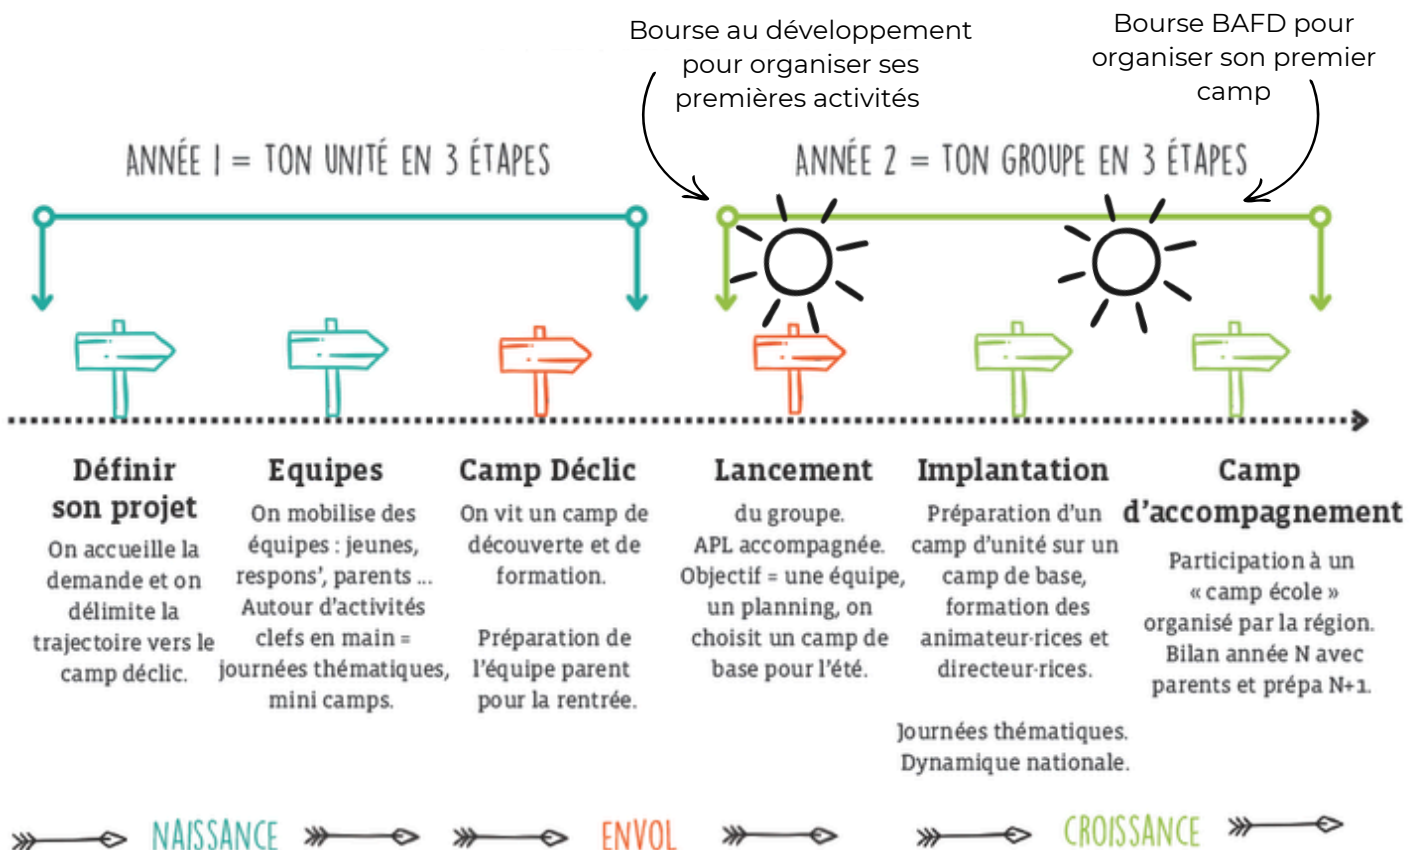 Bourse au développement
pour organiser ses
premières activités
Bourse BAFD pour
organiser son premier
camp
ANNÉE 1 = TON UNITÉ EN 3 ÉTAPES
ANNÉE 2 = TON GROUPE EN 3 ÉTAPES
Définir
son projet
On accueille la
demande et on
délimite la
trajectoire vers le
camp déclic.
Equipes
On mobilise des
équipes : jeunes,
respons', parents ...
Autour d'activités
clefs en main =
journées thématiques,
mini camps.
Camp Déclic
On vit un camp de
découverte et de
formation.
Préparation de
l'équipe parent
pour la rentrée.
Lancement
du groupe.
APL accompagnée.
Objectif = une équipe,
un planning, on
choisit un camp de
base pour l'été.
Implantation
Préparation d'un
camp d'unité sur un
camp de base,
formation des
animateur·rices et
directeur·rices.
Journées thématiques.
Dynamique nationale.
Camp
d'accompagnement
Participation à un
« camp école »
organisé par la région.
Bilan année N avec
parents et prépa N+1.
NAISSANCE
ENVOL
CROISSANCE